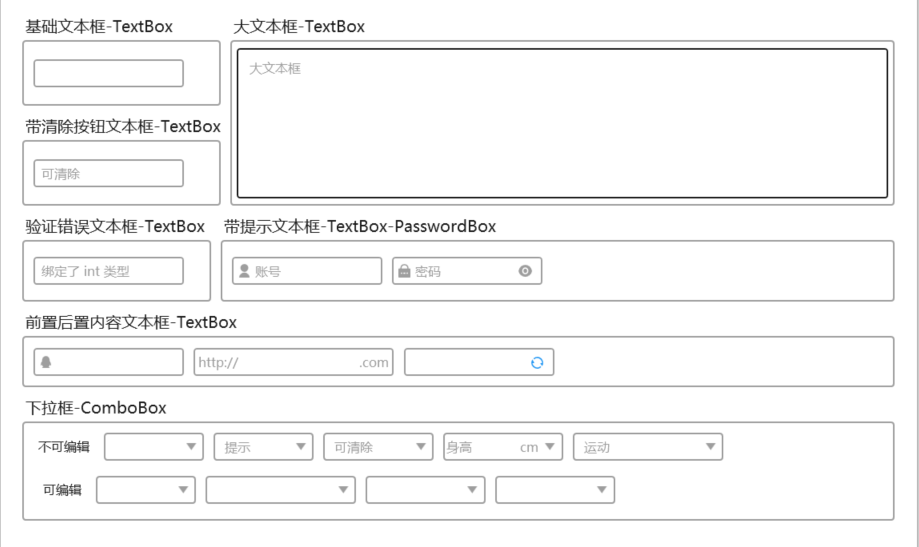 基础文本框-TextBox
大文本框-TextBox
大文本框
带清除按钮文本框-TextBox
可清除
验证错误文本框-TextBox
带提示文本框-TextBox-PasswordBox
绑定了 int 类型
账号
密码
前置后置内容文本框-TextBox
http://
.com
下拉框-ComboBox
不可编辑
提示
可清除
身高
cm
运动
可编辑